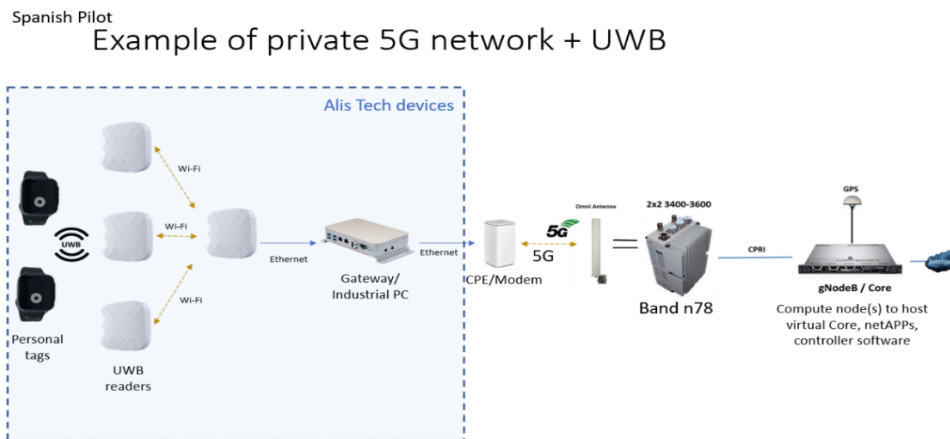 Spanish Pilot
Example of private 5G network + UWB
Alis Tech devices
Wi-Fi
Wi-Fi
Wi-Fi
UWB
Personal
tags
UWB
readers
Ethernet
Gateway/
Industrial PC
Ethernet
CPE/Modem
5G
5G
Omni Antenna
2x2 3400-3600
Band n78
CPRI
GPS
gNodeB / Core
Compute node(s) to host
virtual Core, netAPPs,
controller software